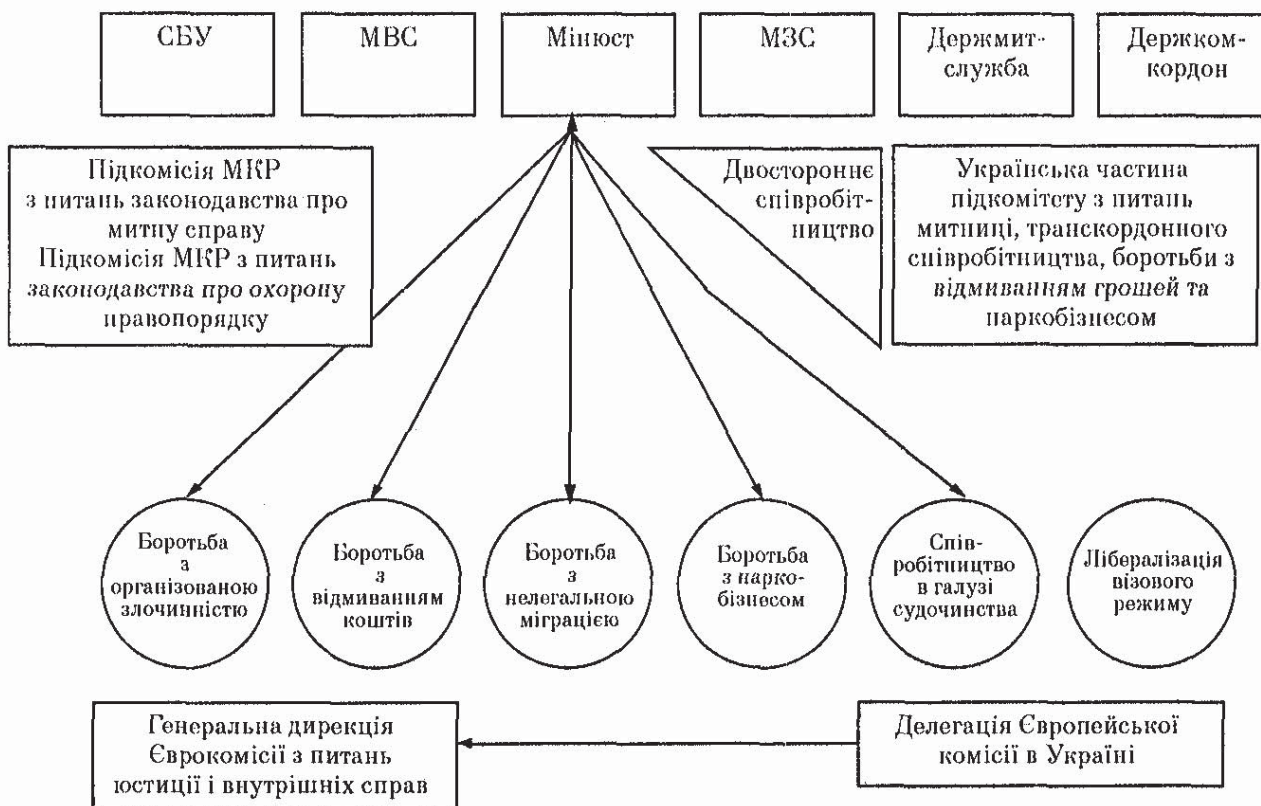 СБУ
МВС
Мінюст
МЗС
Держмит-
служба
Держком-
кордон
Підкомісія МКР
з питань законодавства про
митну справу
Підкомісія МКР з питань
законодавства про охорону
правопорядку
Двостороннє
співробіт-
ництво
Українська частина
підкомітету з питань
митниці, транскордонного
співробітництва, боротьби з
відмиванням грошей та
наркобізнесом
Боротьба
з
організованою
злочинністю
Боротьба
з
відмиванням
коштів
Боротьба
з
нелегальною
міграцією
Боротьба
з нарко-
бізнесом
Спів-
робітництво
в галузі
судочинства
Лібералізація
візового
режиму
Генеральна дирекція
Єврокомісії з питань
юстиції і внутрішніх справ
Делегація Європейської
комісії в Україні